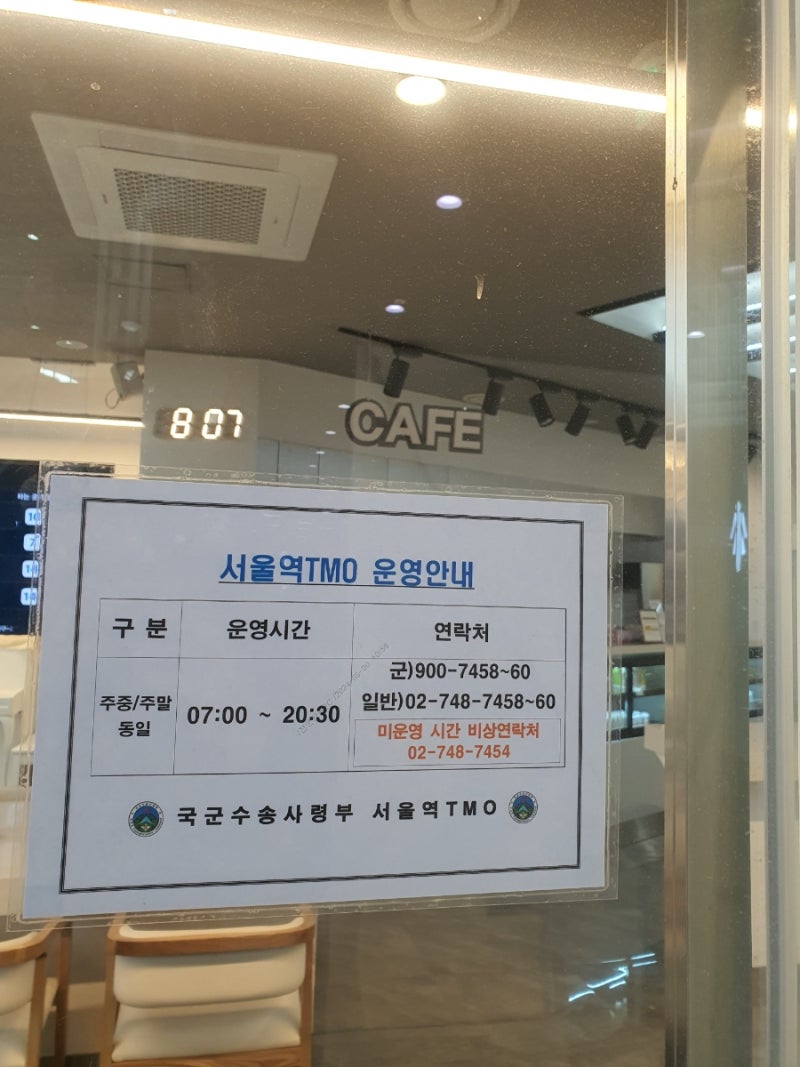 8 07
CAFE
서울역TMO 운영안내
구 분
운영시간
연락처
주중/주말
동일
07:00 ~ 20:30
군)900-7458~60
일반)02-748-7458~60
미운영 시간 비상연락처
02-748-7454
국군수송사령부 서울역TMO